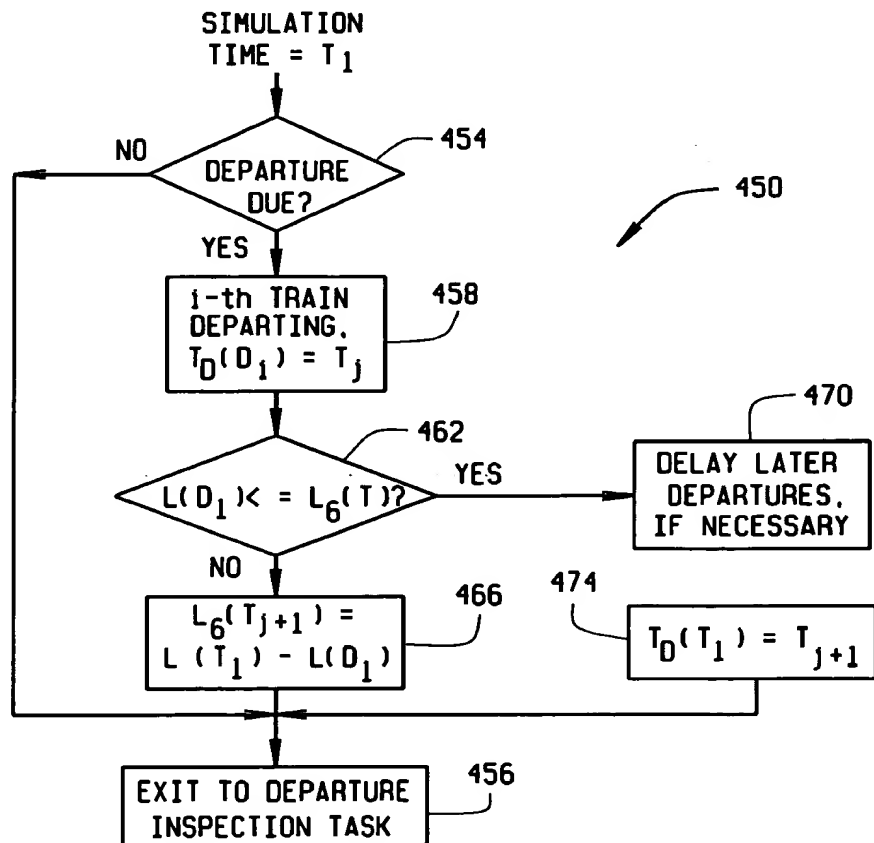 SIMULATION
TIME = T1
454
NO
DEPARTURE
DUE?
450
YES
i-th TRAIN
DEPARTING,
TD(Di) = Tj
458
462
470
L(D1)< = L6(T)?
YES
DELAY LATER
DEPARTURES,
IF NECESSARY
NO
L6(Tj+1) =
L (T1) - L(D1)
466
474
TD(T1) = Tj+1
EXIT TO DEPARTURE
INSPECTION TASK
456